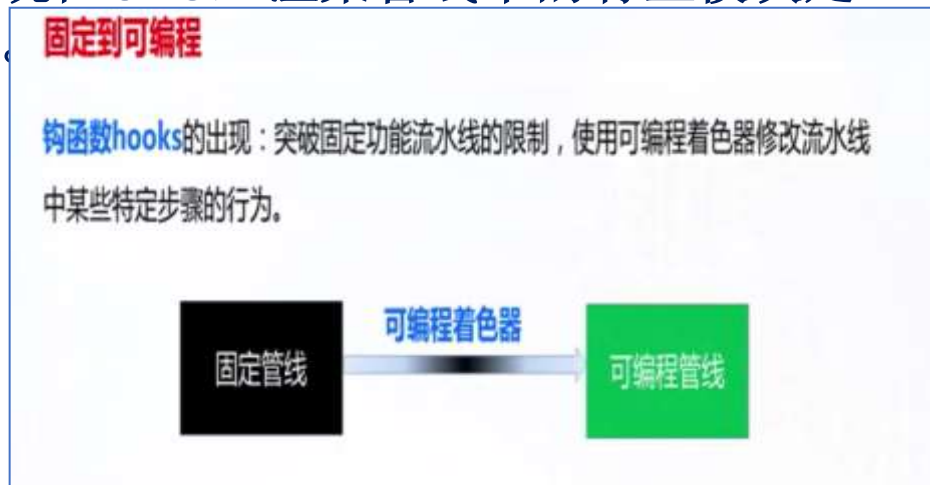 固定到可编程
钩函数hooks的出现：突破固定功能流水线的限制，使用可编程着色器修改流水线
中某些特定步骤的行为。
可编程着色器
固定管线
可编程管线